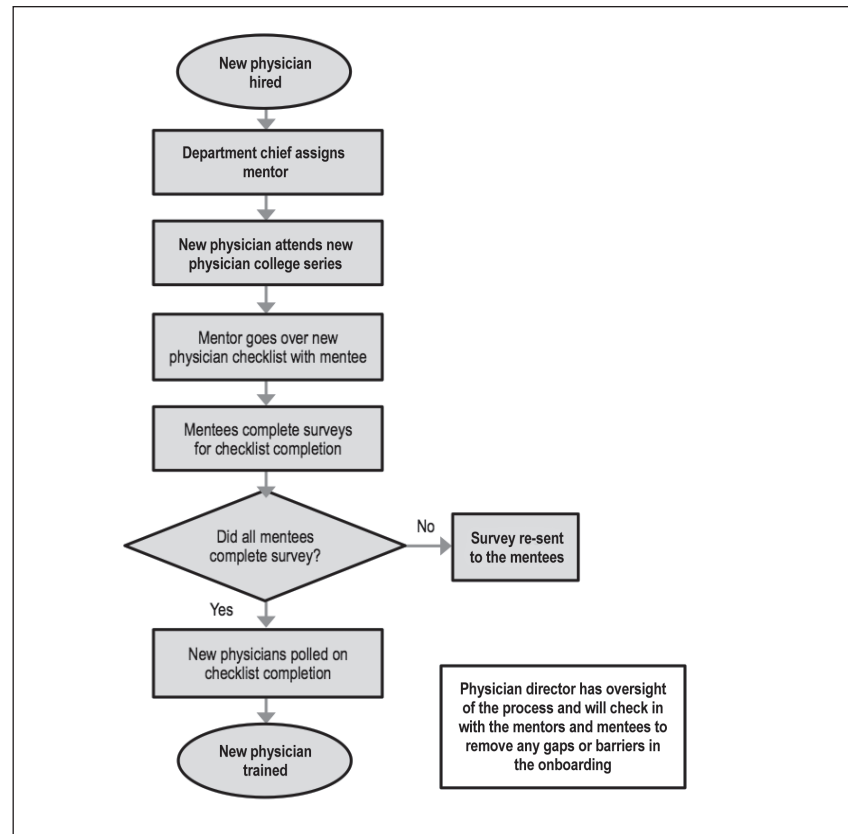 New physician
hired
Department chief assigns
mentor
New physician attends new
physician college series
Mentor goes over new
physician checklist with mentee
Mentees complete surveys
for checklist completion
Did all mentees
complete survey?
No
Survey re-sent
to the mentees
Yes
New physicians polled on
checklist completion
New physician
trained
Physician director has oversight
of the process and will check in
with the mentors and mentees to
remove any gaps or barriers in
the onboarding